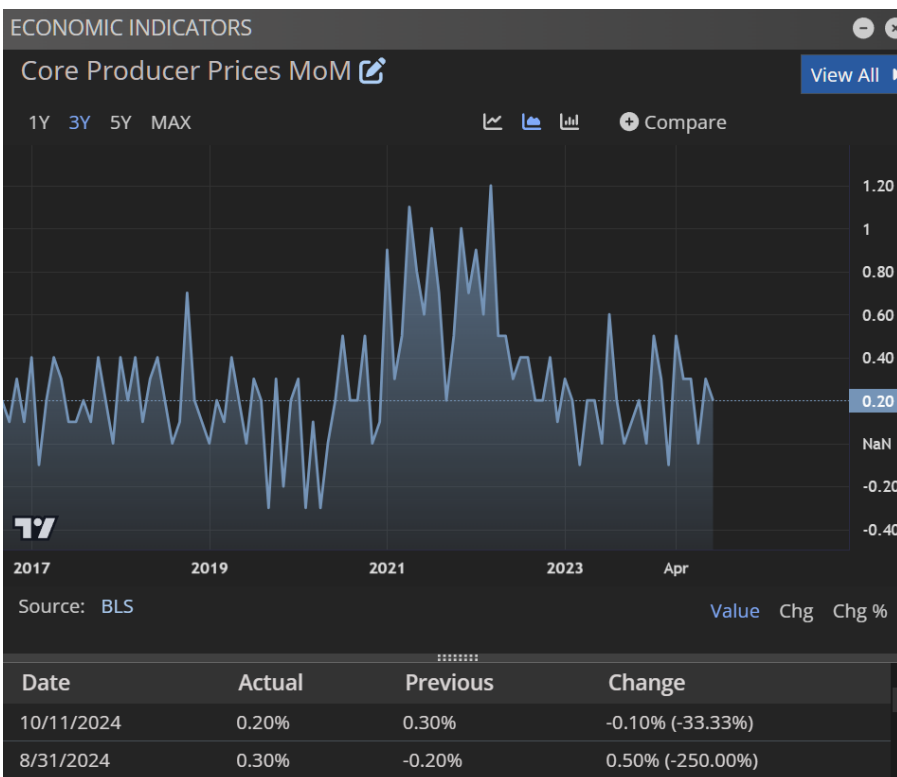 ECONOMIC INDICATORS
Core Producer Prices MoM
View All
1Y 3Y 5Y MAX
Compare
1.20
1
0.80
0.60
0.40
0.20
NaN
-0.20
-0.40
2017 2019 2021 2023 Apr
Source: BLS
Value Chg Chg %
Date Actual Previous Change
10/11/2024 0.20% 0.30% -0.10% (-33.33%)
8/31/2024 0.30% -0.20% 0.50% (-250.00%)